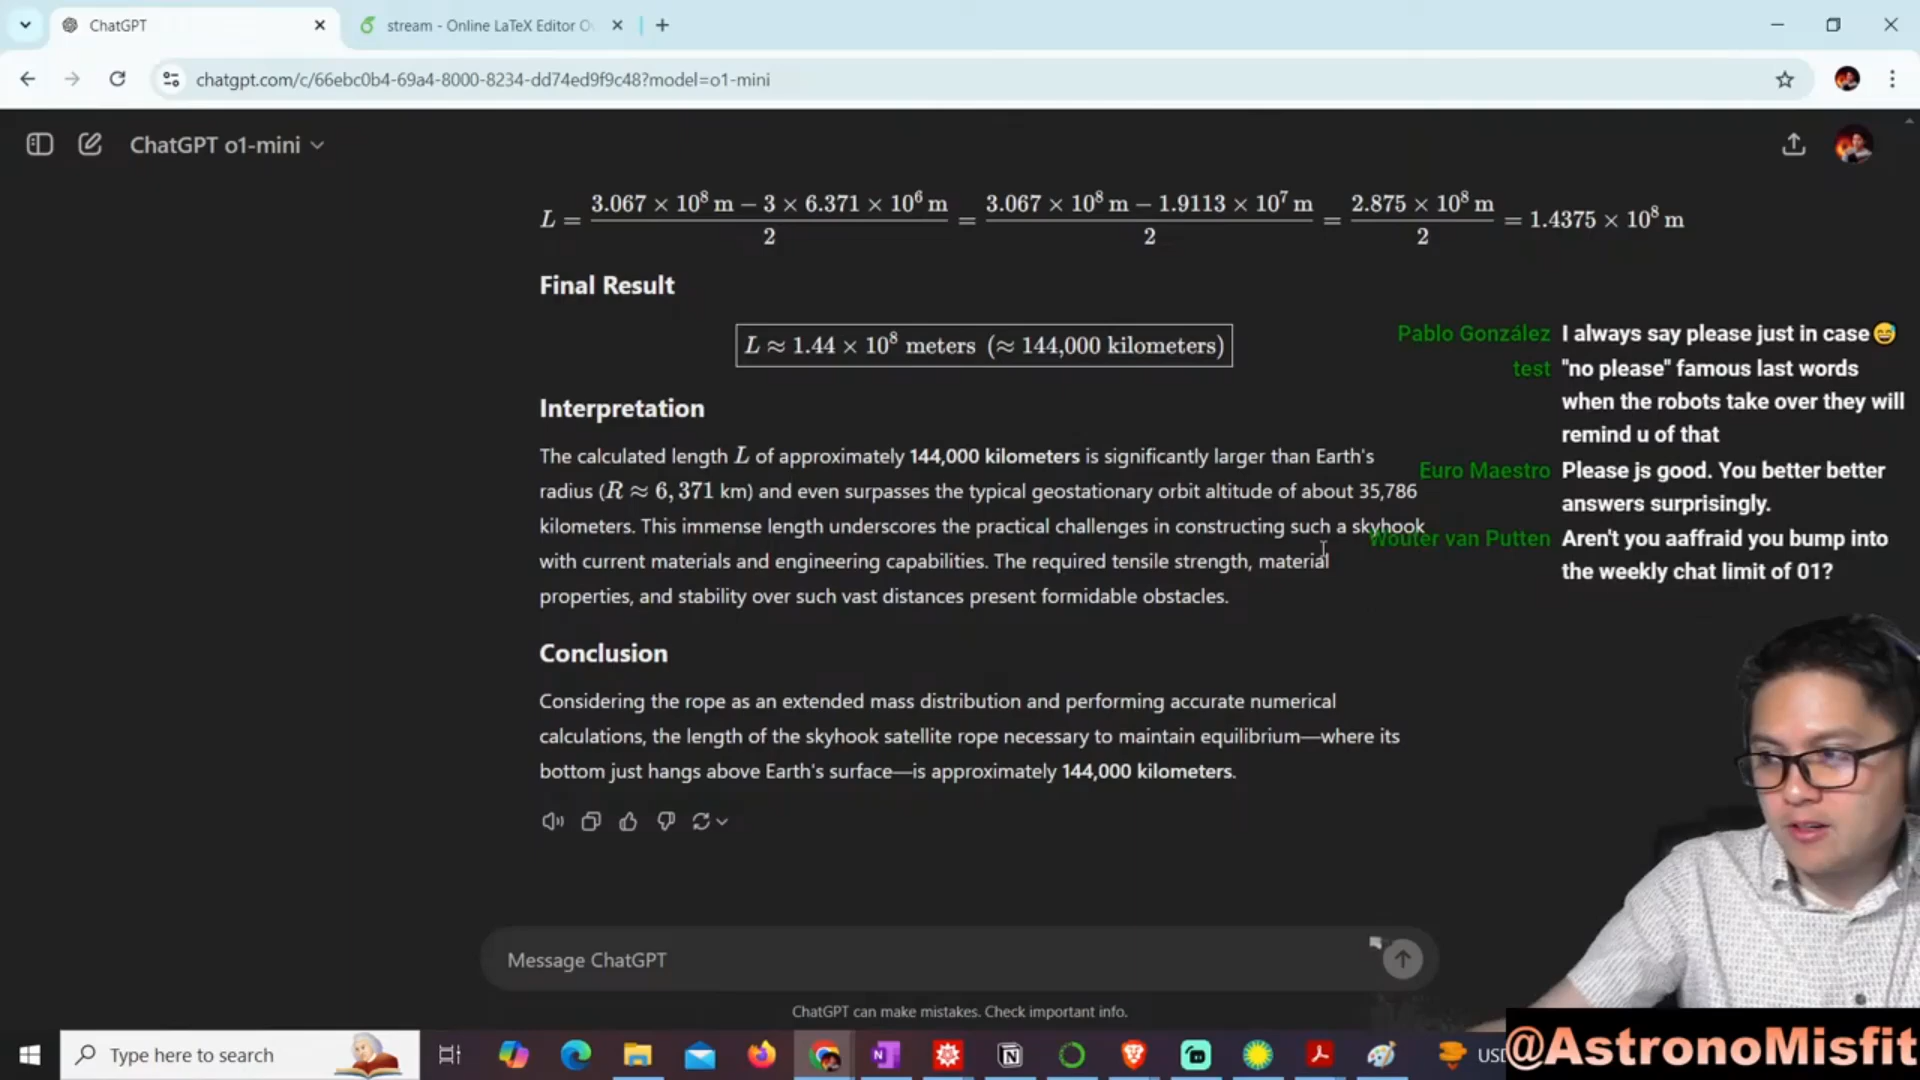 ChatGPT
stream - Online LaTeX Editor O
chatgpt.com/c/66ebc0b4-69a4-8000-8234-dd74ed9f9c48?model=o1-mini
ChatGPT o1-mini
L = \frac{3.067 × 10^8 m − 3 × 6.371 × 10^6 m}{2} = \frac{3.067 × 10^8 m − 1.9113 × 10^7 m}{2} = \frac{2.875 × 10^8 m}{2} = 1.4375 × 10^8 m
Final Result
L ≈ 1.44 × 10^8 meters (≈ 144,000 kilometers)
Interpretation
The calculated length L of approximately 144,000 kilometers is significantly larger than Earth's
radius (R ≈ 6, 371 km) and even surpasses the typical geostationary orbit altitude of about 35,786
kilometers. This immense length underscores the practical challenges in constructing such a skyhook
with current materials and engineering capabilities. The required tensile strength, material
properties, and stability over such vast distances present formidable obstacles.
Conclusion
Considering the rope as an extended mass distribution and performing accurate numerical
calculations, the length of the skyhook satellite rope necessary to maintain equilibrium—where its
bottom just hangs above Earth's surface—is approximately 144,000 kilometers.
Pablo González I always say please just in case😅
test "no please" famous last words
when the robots take over they will
remind u of that
Euro Maestro Please js good. You better better
answers surprisingly.
Wouter van Putten Aren't you aaffraid you bump into
the weekly chat limit of 01?
Message ChatGPT
ChatGPT can make mistakes. Check important info.
Type here to search
USD
@AstronoMisfit